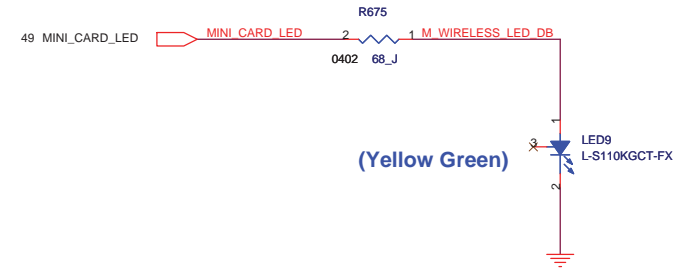 R675
49 MINI_CARD_LED
MINI_CARD_LED
2
1
M_WIRELESS_LED_DB
0402
68_J
1
3
LED9
L-S110KGCT-FX
(Yellow Green)
2